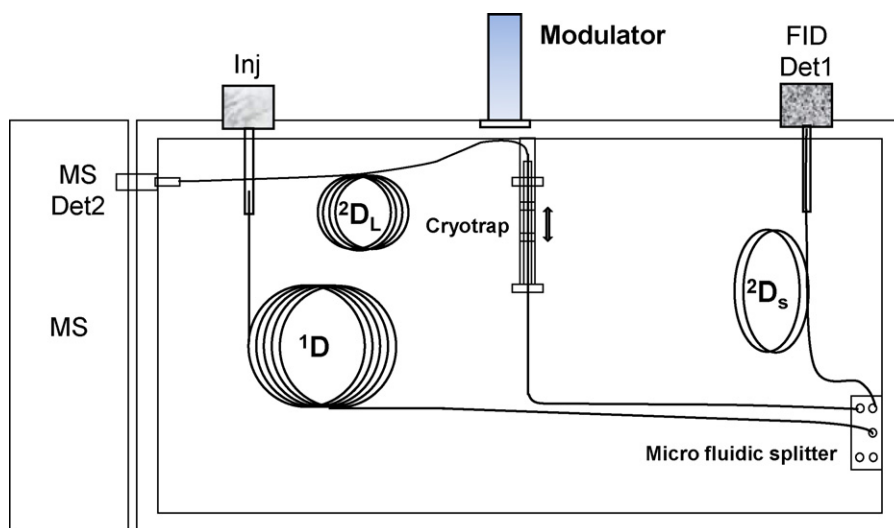 Modulator
FID
Det1
Inj
MS
Det2
²D_L
Cryotrap
²D_s
MS
¹D
Micro fluidic splitter